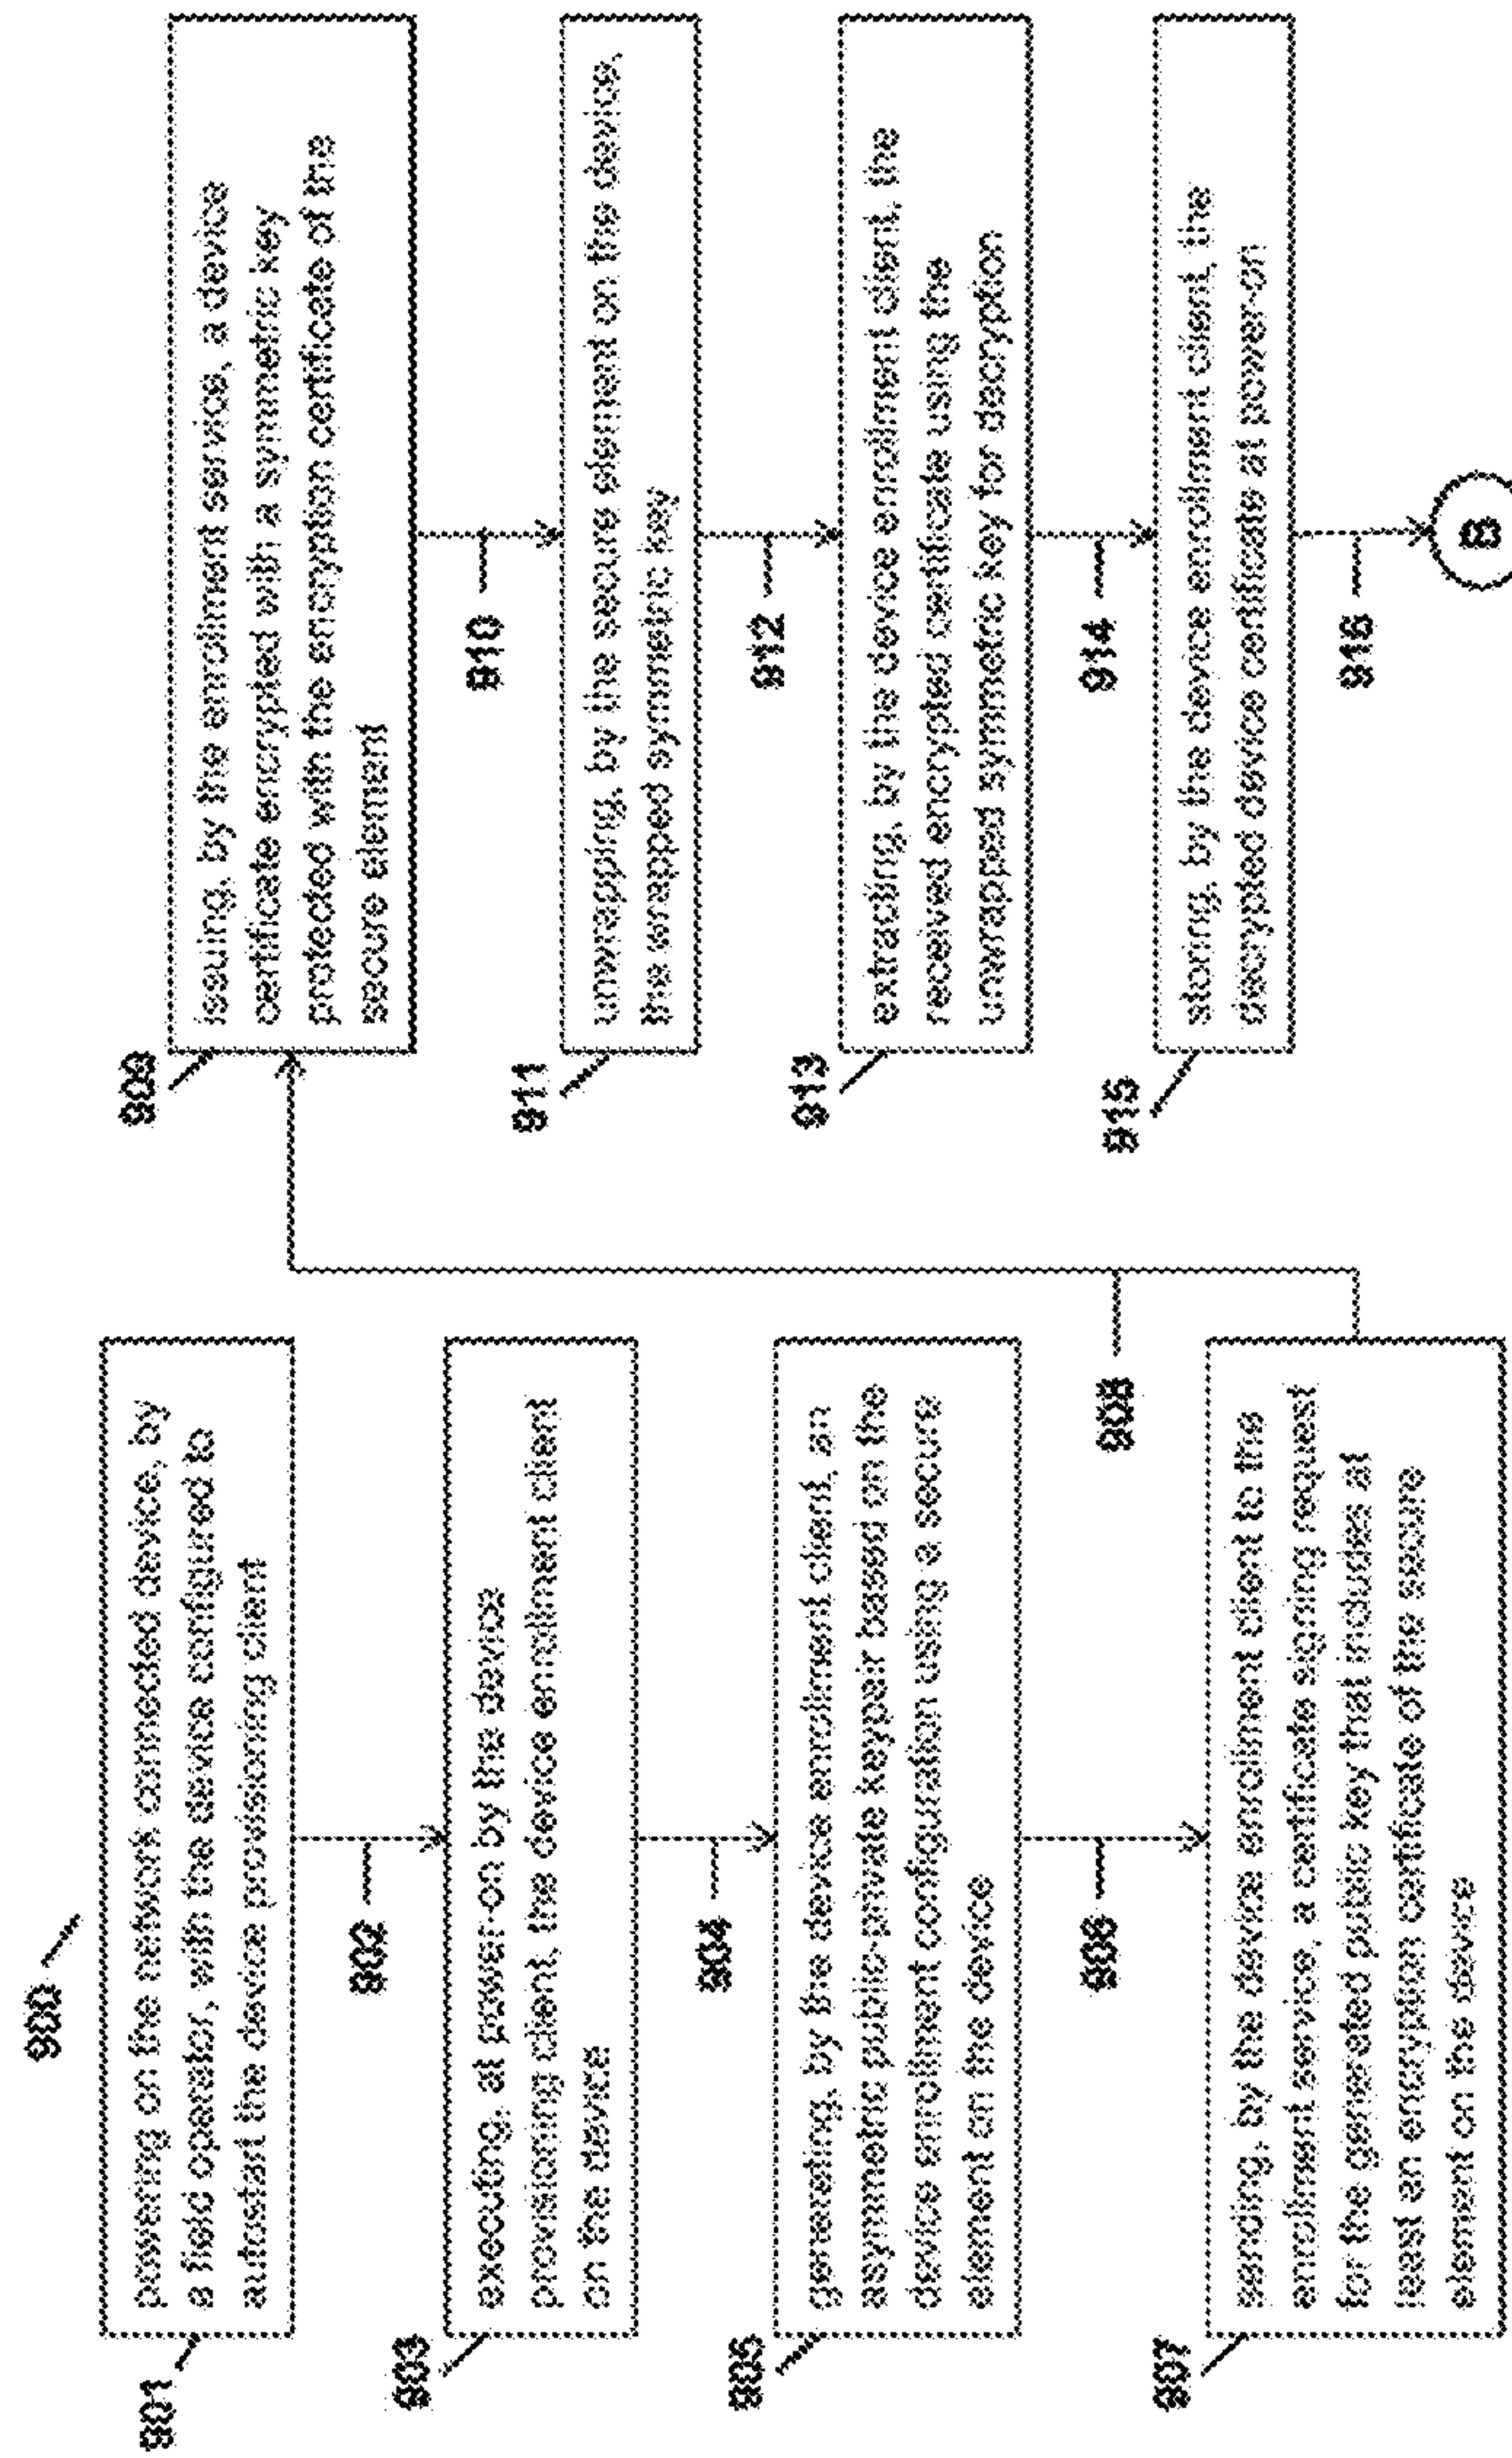 900
901
powering on the network connected device, by
a field operator, with the device configured to
autostart the device provisioning client
902
903
executing, at power-on by the device
provisioning client, the device enrollment client
on the device
904
905
generating, by the device enrollment client, an
asymmetric public-private keypair based on the
device enrollment configuration using a secure
element on the device
906
907
sending, by the device enrollment client to the
enrollment service, a certificate signing request
for the generated public key that includes at
least an encryption certificate of the secure
element on the device
908
909
issuing, by the enrollment service, a device
certificate encrypted with a symmetric key
protected with the encryption certificate of the
secure element
910
911
unwrapping, by the secure element on the device,
the wrapped symmetric key
912
913
extracting, by the device enrollment client, the
received encrypted certificate using the
unwrapped symmetric key for decryption
914
915
storing, by the device enrollment client, the
decrypted device certificate at power-on
916
B